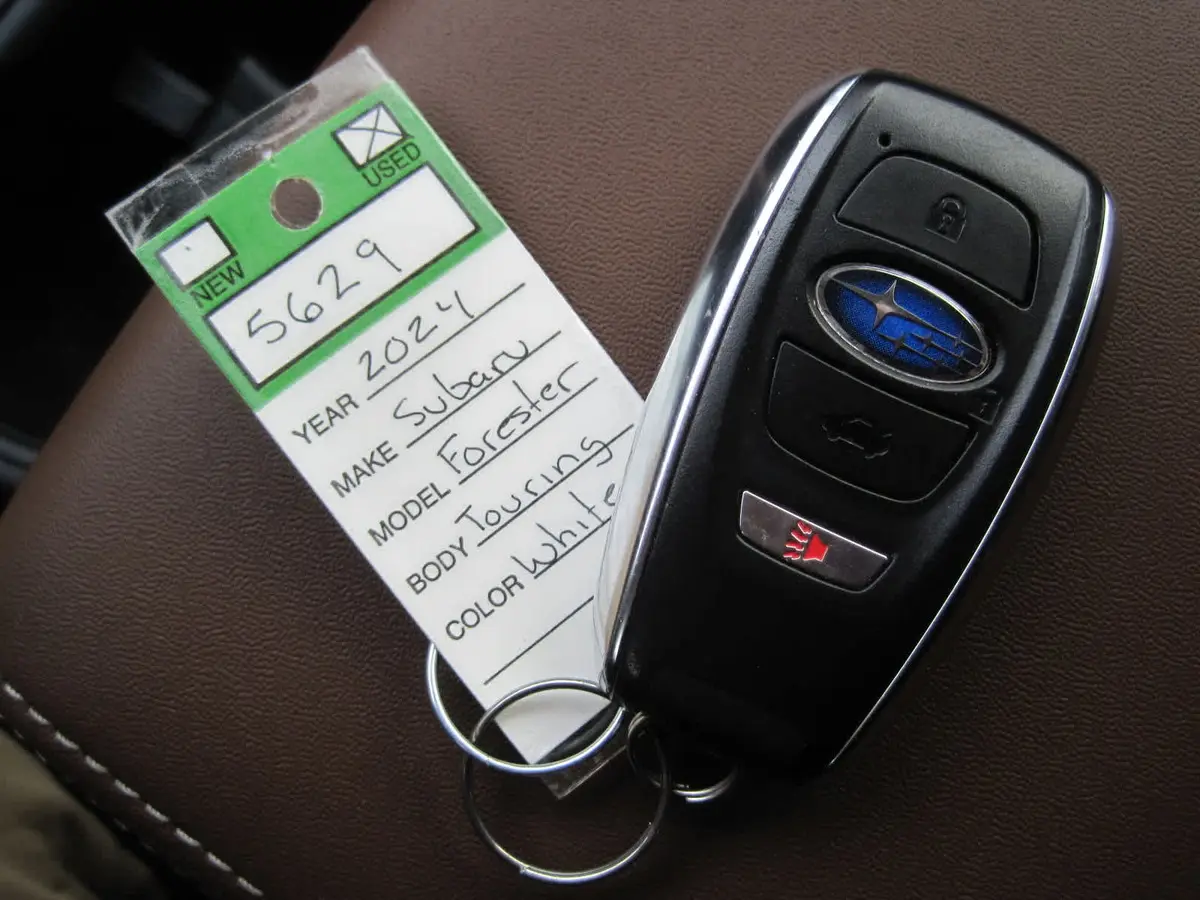 USED
NEW
5629
YEAR 2024
MAKE Subaru
MODEL Forester
BODY Touring
COLOR White